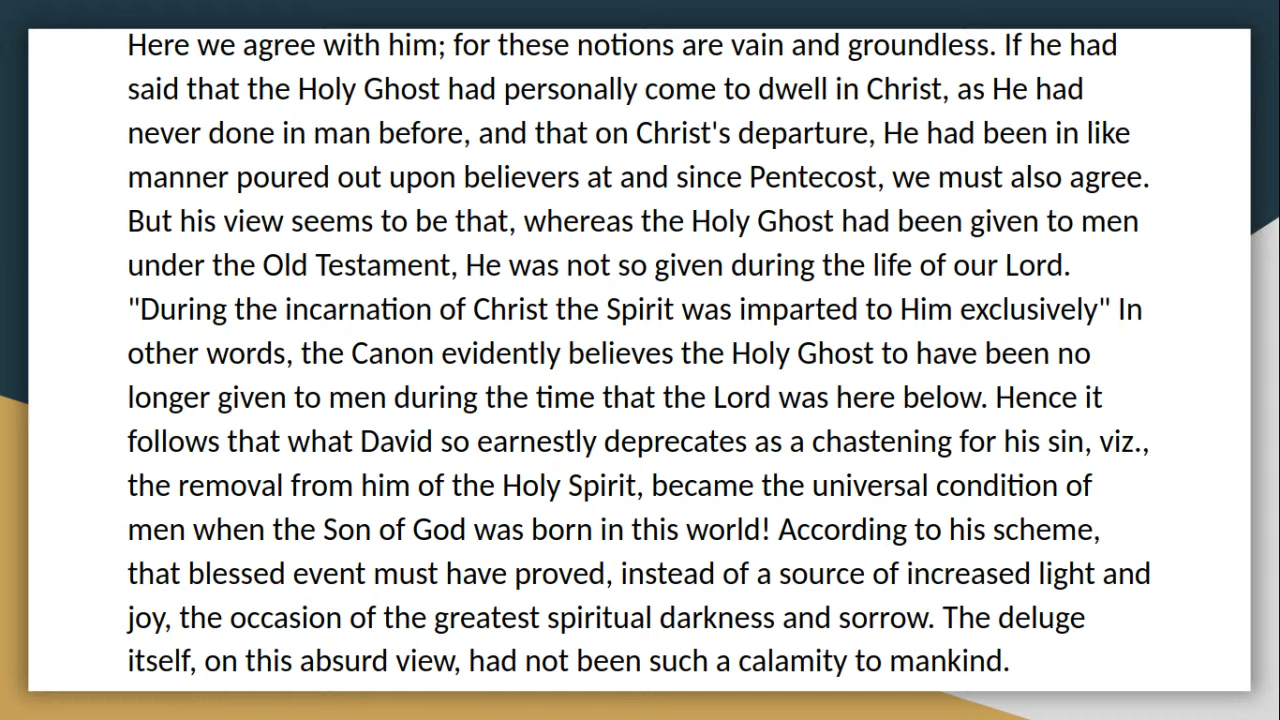 Here we agree with him; for these notions are vain and groundless. If he had
said that the Holy Ghost had personally come to dwell in Christ, as He had
never done in man before, and that on Christ's departure, He had been in like
manner poured out upon believers at and since Pentecost, we must also agree.
But his view seems to be that, whereas the Holy Ghost had been given to men
under the Old Testament, He was not so given during the life of our Lord.
"During the incarnation of Christ the Spirit was imparted to Him exclusively" In
other words, the Canon evidently believes the Holy Ghost to have been no
longer given to men during the time that the Lord was here below. Hence it
follows that what David so earnestly deprecates as a chastening for his sin, viz.,
the removal from him of the Holy Spirit, became the universal condition of
men when the Son of God was born in this world! According to his scheme,
that blessed event must have proved, instead of a source of increased light and
joy, the occasion of the greatest spiritual darkness and sorrow. The deluge
itself, on this absurd view, had not been such a calamity to mankind.